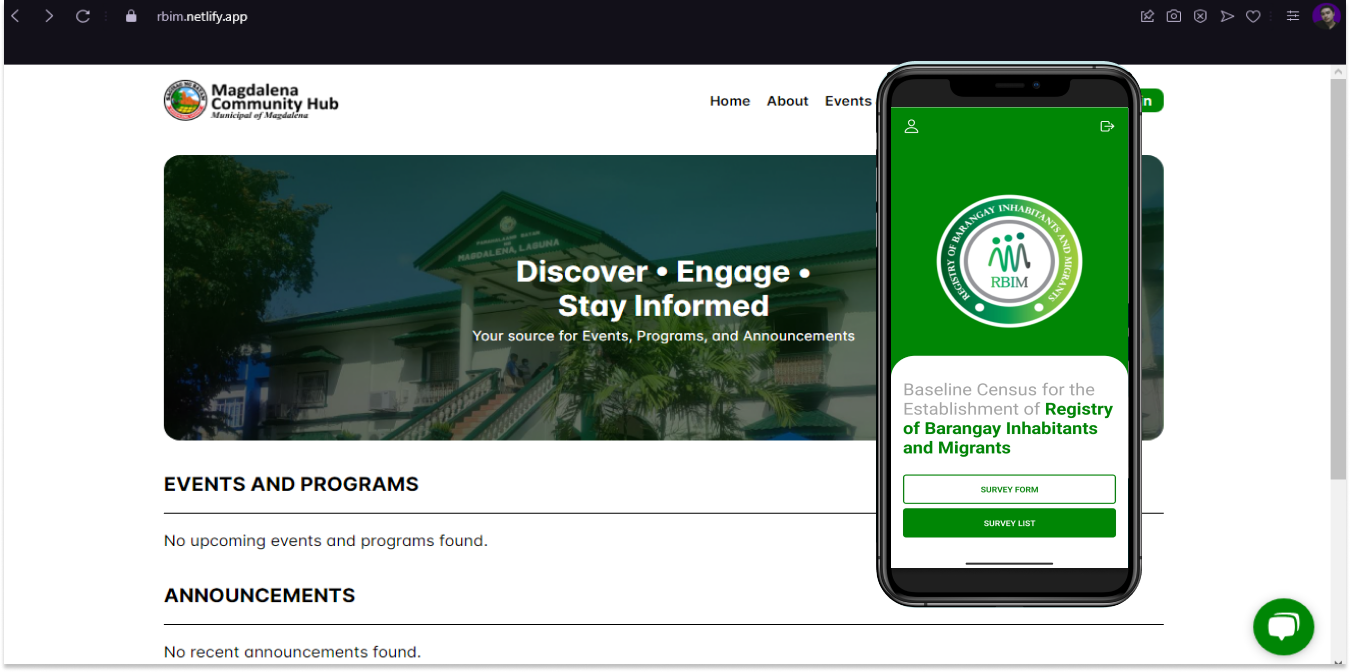 rbim.netlify.app
Magdalena
Community Hub
Municipal of Magdalena
Home About Events
MAGDALENA, LAGUNA
Discover • Engage •
Stay Informed
Your source for Events, Programs, and Announcements
EVENTS AND PROGRAMS
No upcoming events and programs found.
ANNOUNCEMENTS
No recent announcements found.
REGISTRY OF BARANGAY INHABITANTS AND MIGRANTS
RBIM
Baseline Census for the
Establishment of Registry
of Barangay Inhabitants
and Migrants
SURVEY FORM
SURVEY LIST